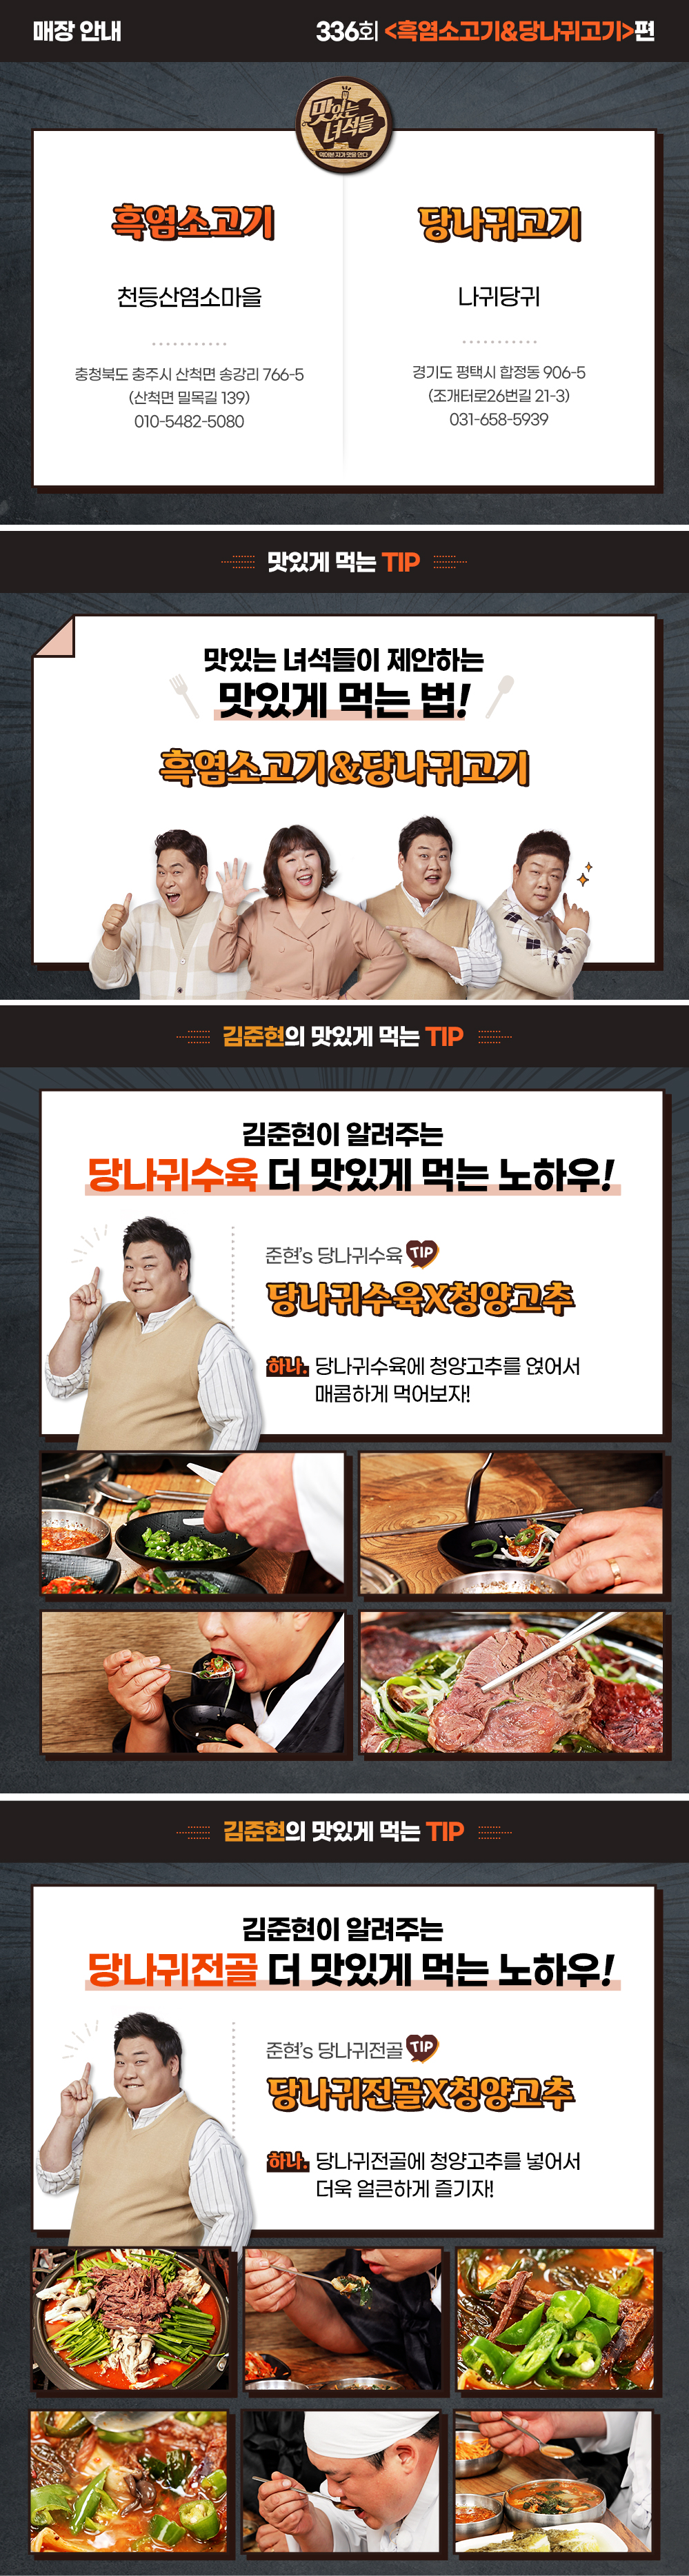 매장 안내
336회 <흑염소고기&당나귀고기>편
맛있는
녀석들
먹어본 자가 맛을 안다
흑염소고기
천등산염소마을
충청북도 충주시 산척면 송강리 766-5
(산척면 밀목길 139)
010-5482-5080
당나귀고기
나귀당귀
경기도 평택시 합정동 906-5
(조개터로26번길 21-3)
031-658-5939
맛있게 먹는 TIP
맛있는 녀석들이 제안하는
맛있게 먹는 법!
흑염소고기&당나귀고기
김준현의 맛있게 먹는 TIP
김준현이 알려주는
당나귀수육 더 맛있게 먹는 노하우!
준현's 당나귀수육 TIP
당나귀수육X청양고추
하나. 당나귀수육에 청양고추를 얹어서
매콤하게 먹어보자!
김준현의 맛있게 먹는 TIP
김준현이 알려주는
당나귀전골 더 맛있게 먹는 노하우!
준현's 당나귀전골 TIP
당나귀전골X청양고추
하나. 당나귀전골에 청양고추를 넣어서
더욱 얼큰하게 즐기자!